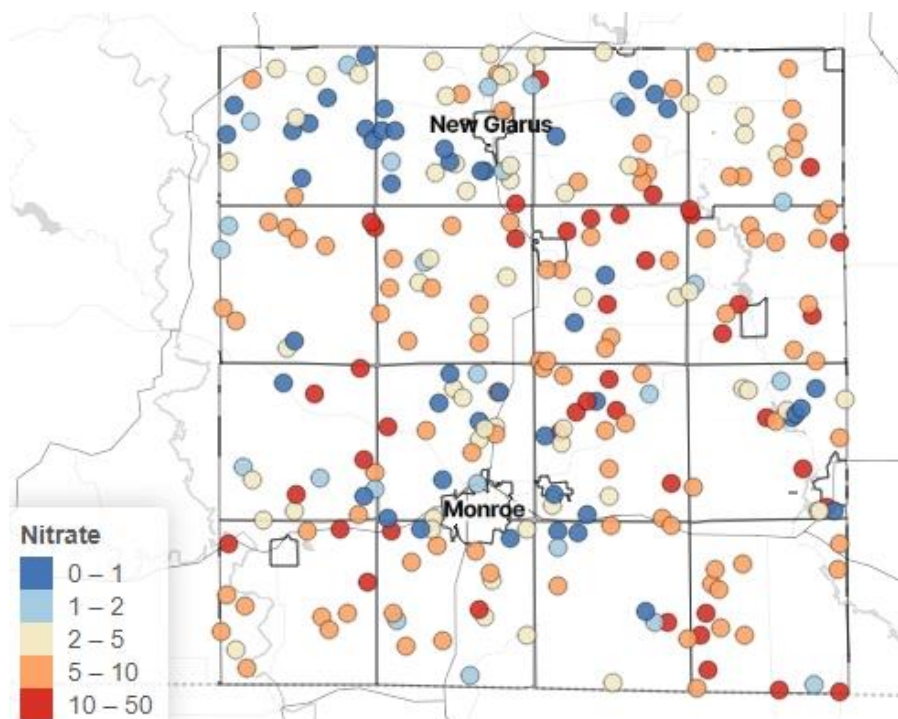 New Glarus
Monroe
Nitrate
0 – 1
1 – 2
2 – 5
5 – 10
10 – 50